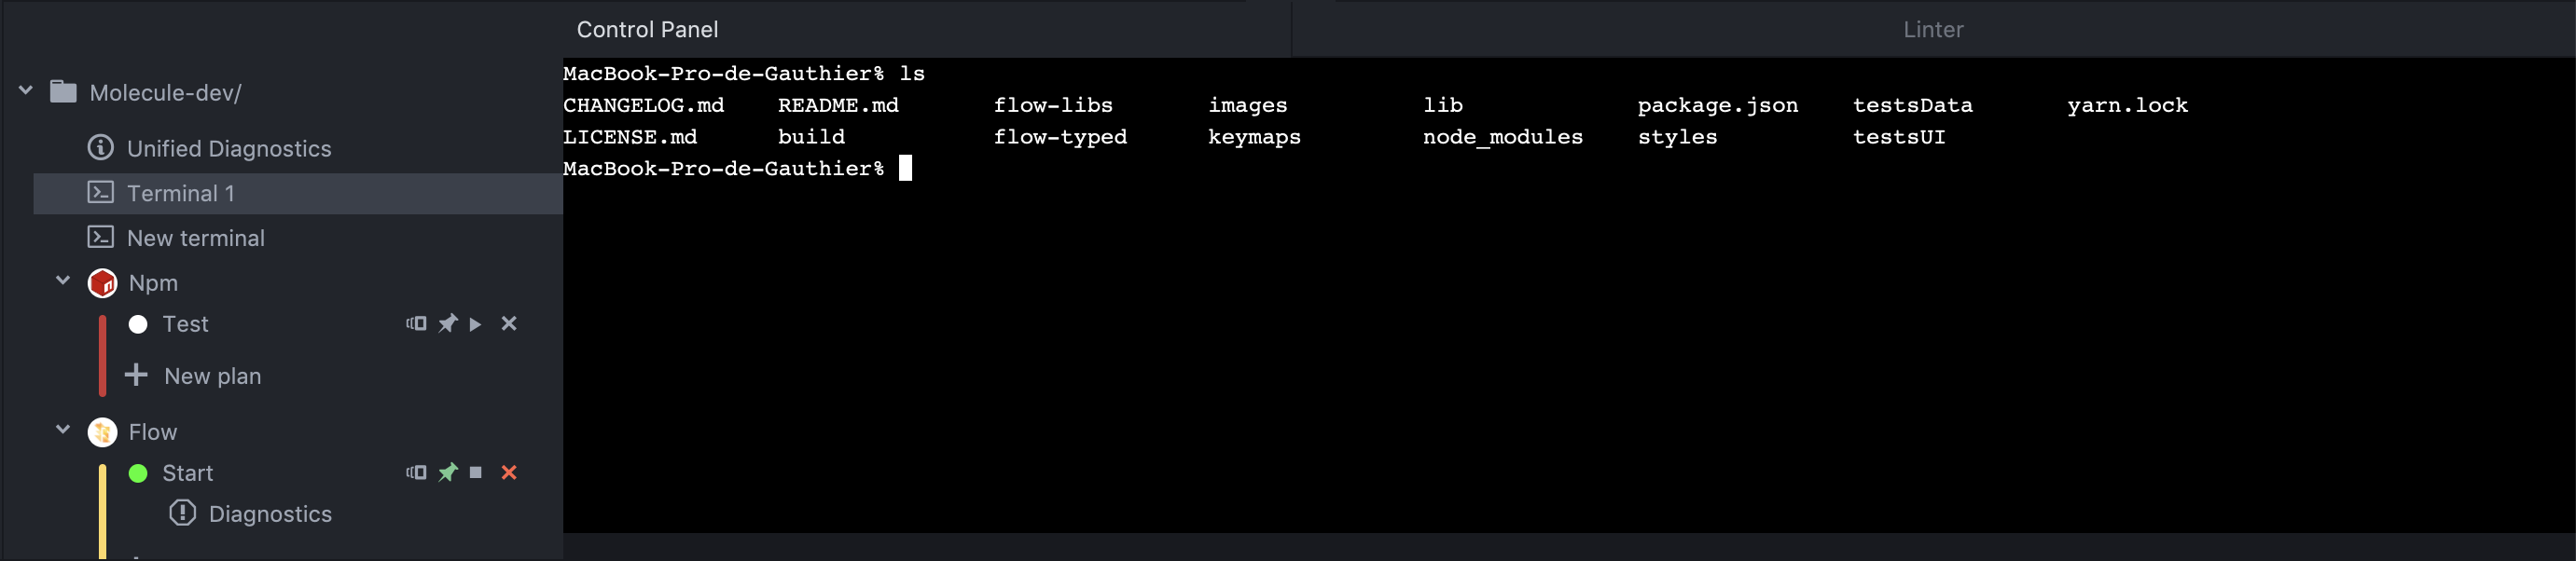 Control Panel
Linter
Molecule-dev/
Unified Diagnostics
Terminal 1
New terminal
Npm
Test
New plan
Flow
Start
Diagnostics
MacBook-Pro-de-Gauthier% ls
CHANGELOG.md README.md flow-libs images lib package.json testsData yarn.lock
LICENSE.md build flow-typed keymaps node_modules styles testsUI
MacBook-Pro-de-Gauthier%